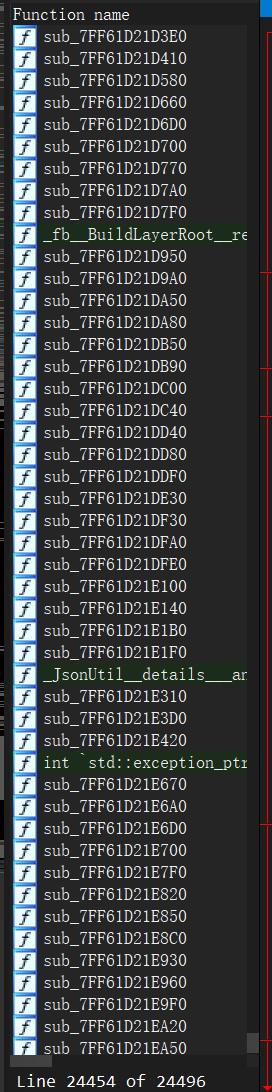 Function name
sub_7FF61D21D3E0
sub_7FF61D21D410
sub_7FF61D21D580
sub_7FF61D21D660
sub_7FF61D21D6D0
sub_7FF61D21D700
sub_7FF61D21D770
sub_7FF61D21D7A0
sub_7FF61D21D7F0
_fb__BuildLayerRoot__re
sub_7FF61D21D950
sub_7FF61D21D9A0
sub_7FF61D21DA50
sub_7FF61D21DA80
sub_7FF61D21DB50
sub_7FF61D21DB90
sub_7FF61D21DC00
sub_7FF61D21DC40
sub_7FF61D21DD40
sub_7FF61D21DD80
sub_7FF61D21DDF0
sub_7FF61D21DE30
sub_7FF61D21DF30
sub_7FF61D21DFA0
sub_7FF61D21DFE0
sub_7FF61D21E100
sub_7FF61D21E140
sub_7FF61D21E1B0
sub_7FF61D21E1F0
_JsonUtil__details___an
sub_7FF61D21E310
sub_7FF61D21E3D0
sub_7FF61D21E420
int `std::exception_ptr
sub_7FF61D21E670
sub_7FF61D21E6A0
sub_7FF61D21E6D0
sub_7FF61D21E700
sub_7FF61D21E7F0
sub_7FF61D21E820
sub_7FF61D21E850
sub_7FF61D21E8C0
sub_7FF61D21E930
sub_7FF61D21E960
sub_7FF61D21E9F0
sub_7FF61D21EA20
sub_7FF61D21EA50
Line 24454 of 24496